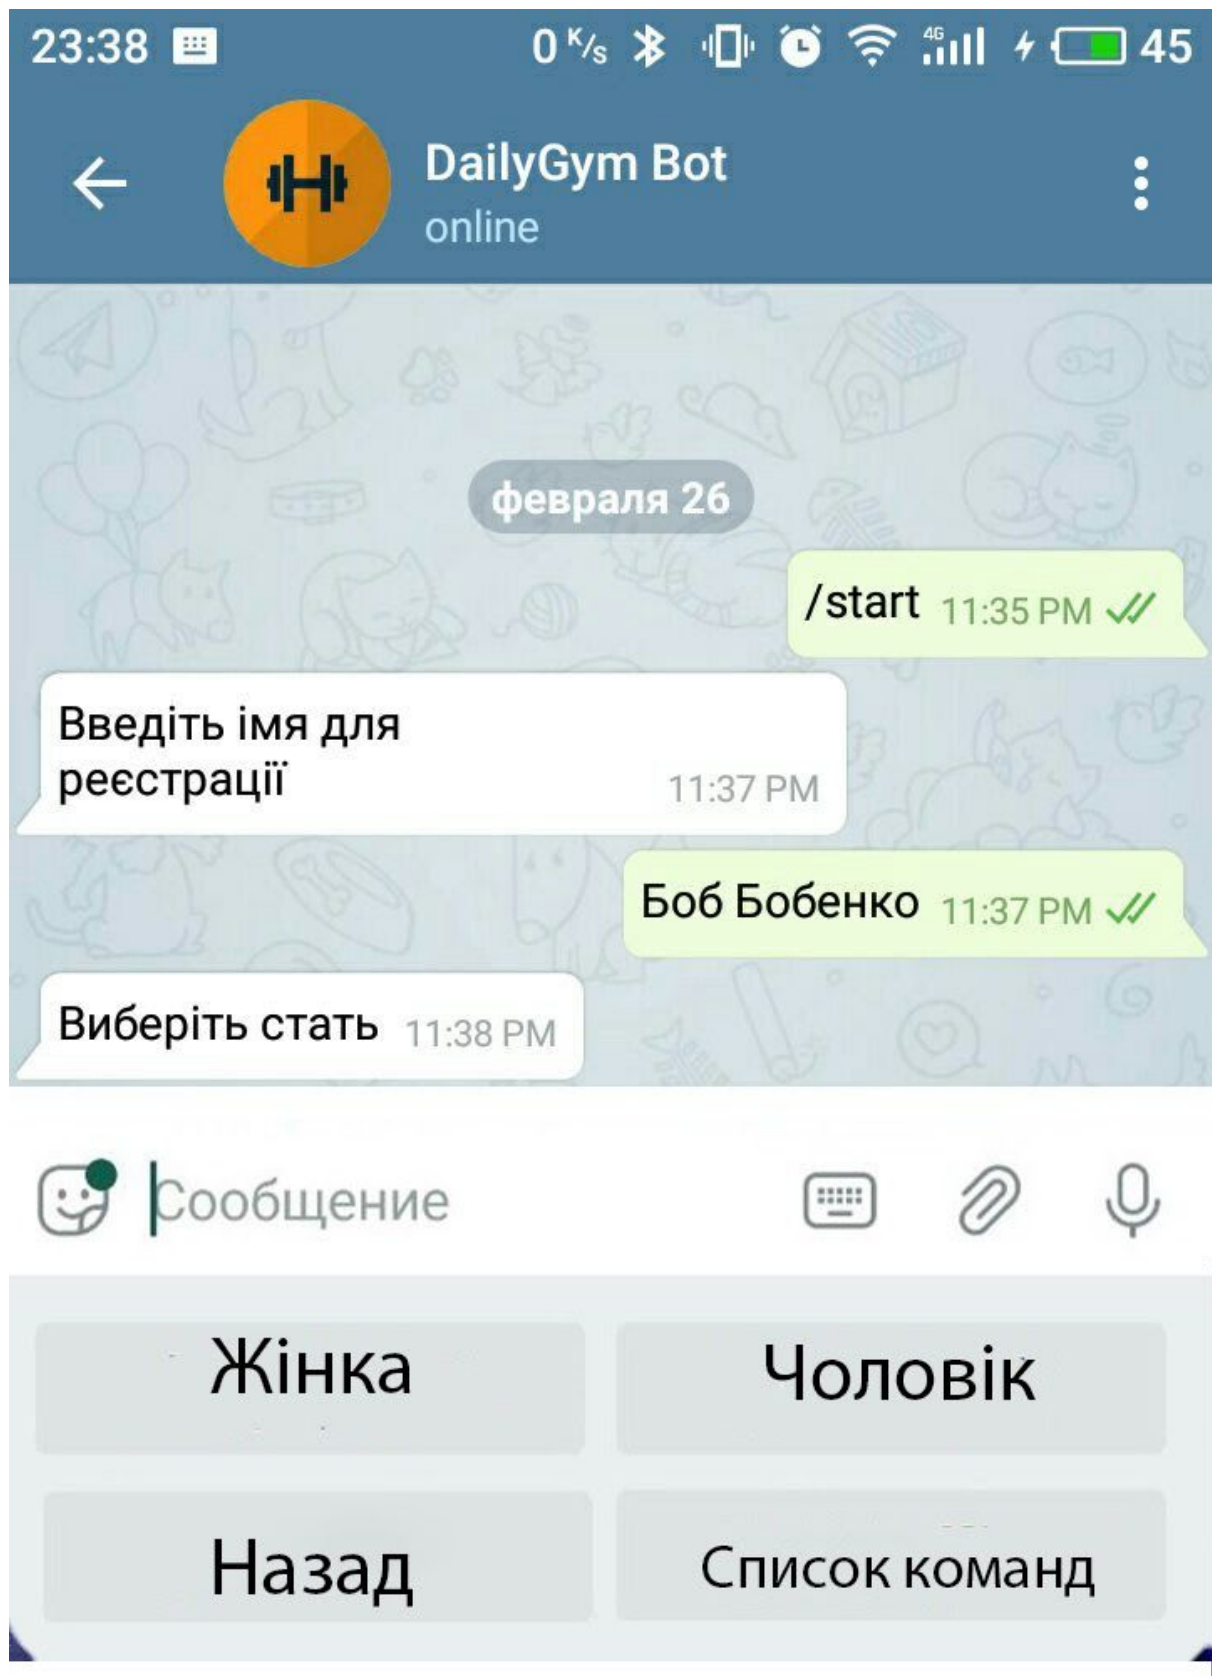 23:38 0 K/s 4G 45
DailyGym Bot
online
февраля 26
/start 11:35 PM
Введіть імя для
реєстрації 11:37 PM
Боб Бобенко 11:37 PM
Виберіть стать 11:38 PM
Сообщение
Жінка Чоловік
Назад Список команд